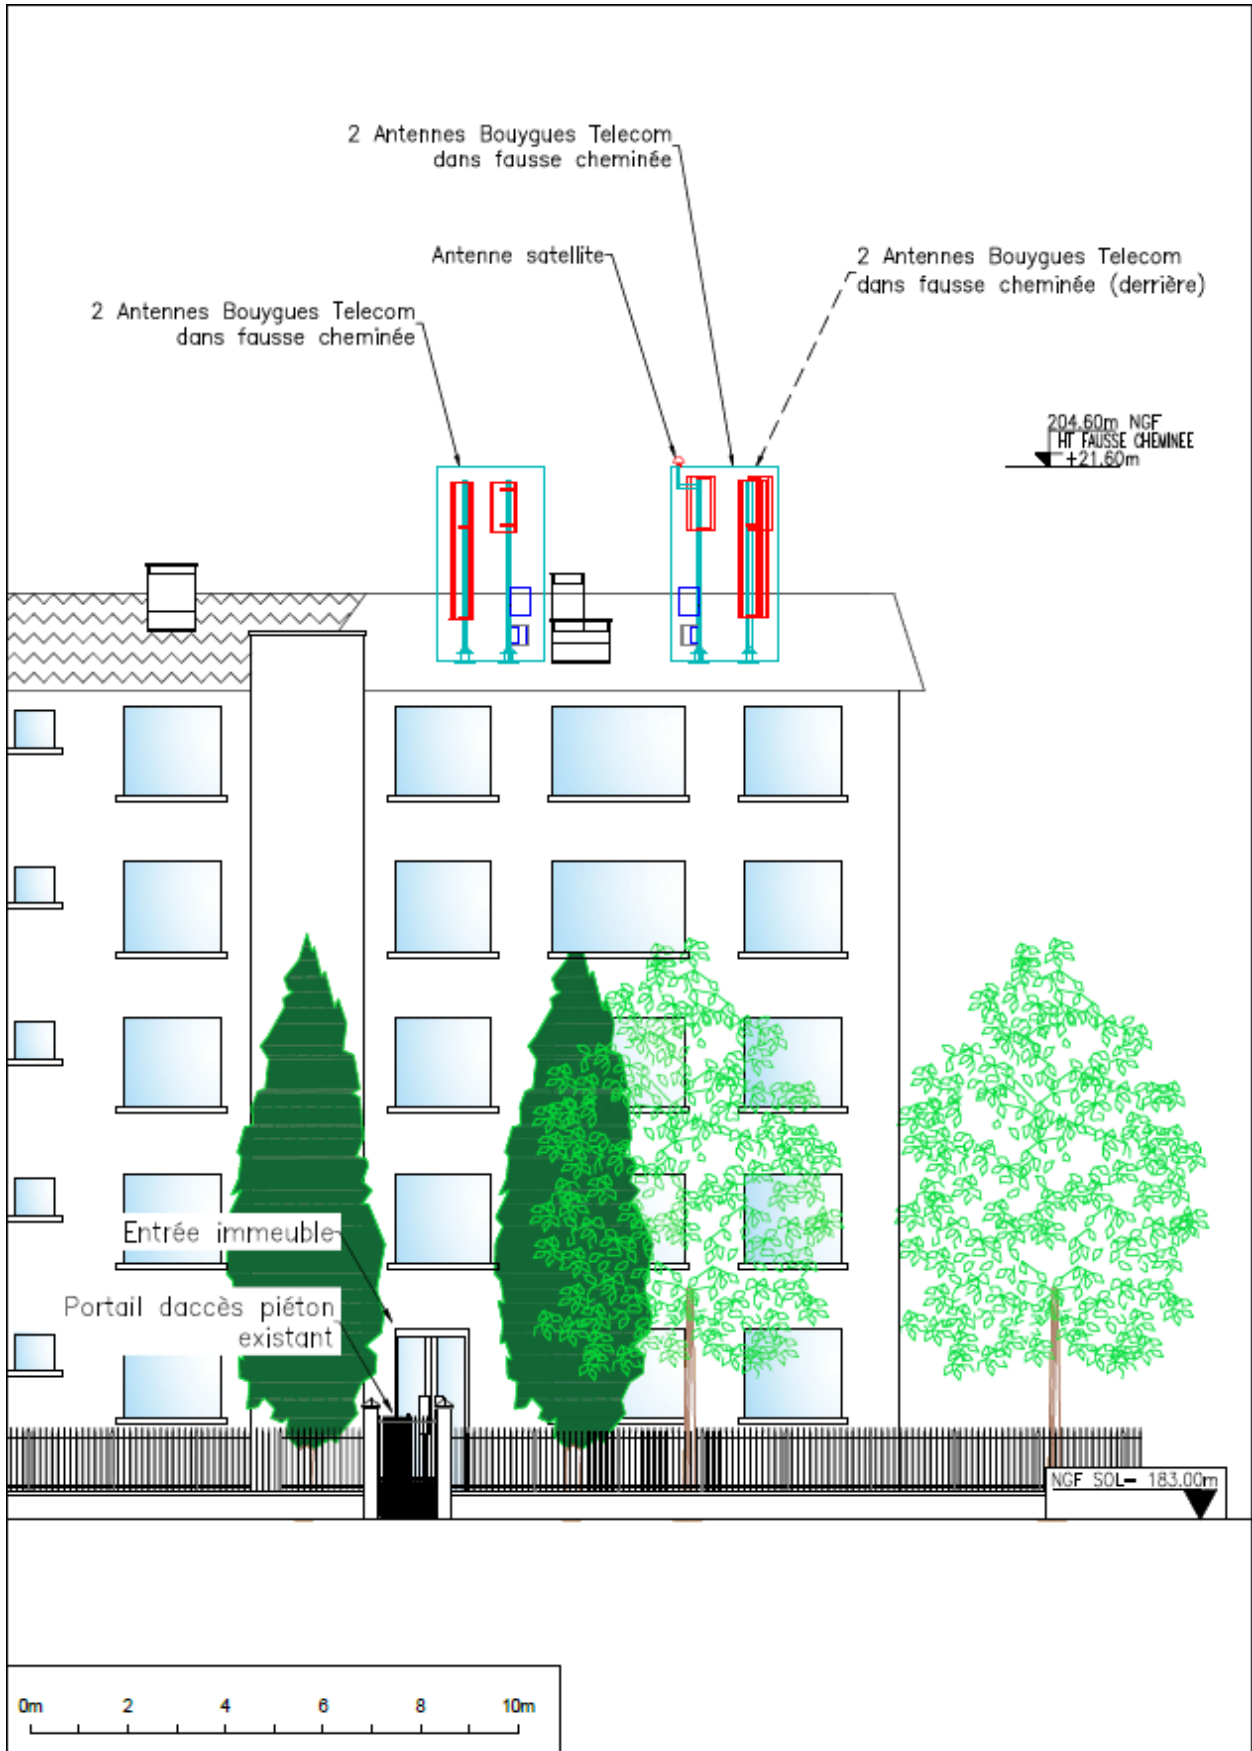 2 Antennes Bouygues Telecom
dans fausse cheminée
Antenne satellite
2 Antennes Bouygues Telecom
dans fausse cheminée (derrière)
2 Antennes Bouygues Telecom
dans fausse cheminée
204.60m NGF
HT FAUSSE CHEMINEE
+21.60m
Entrée immeuble
Portail daccès piéton
existant
NGF SOL= 183.00m
0m 2 4 6 8 10m